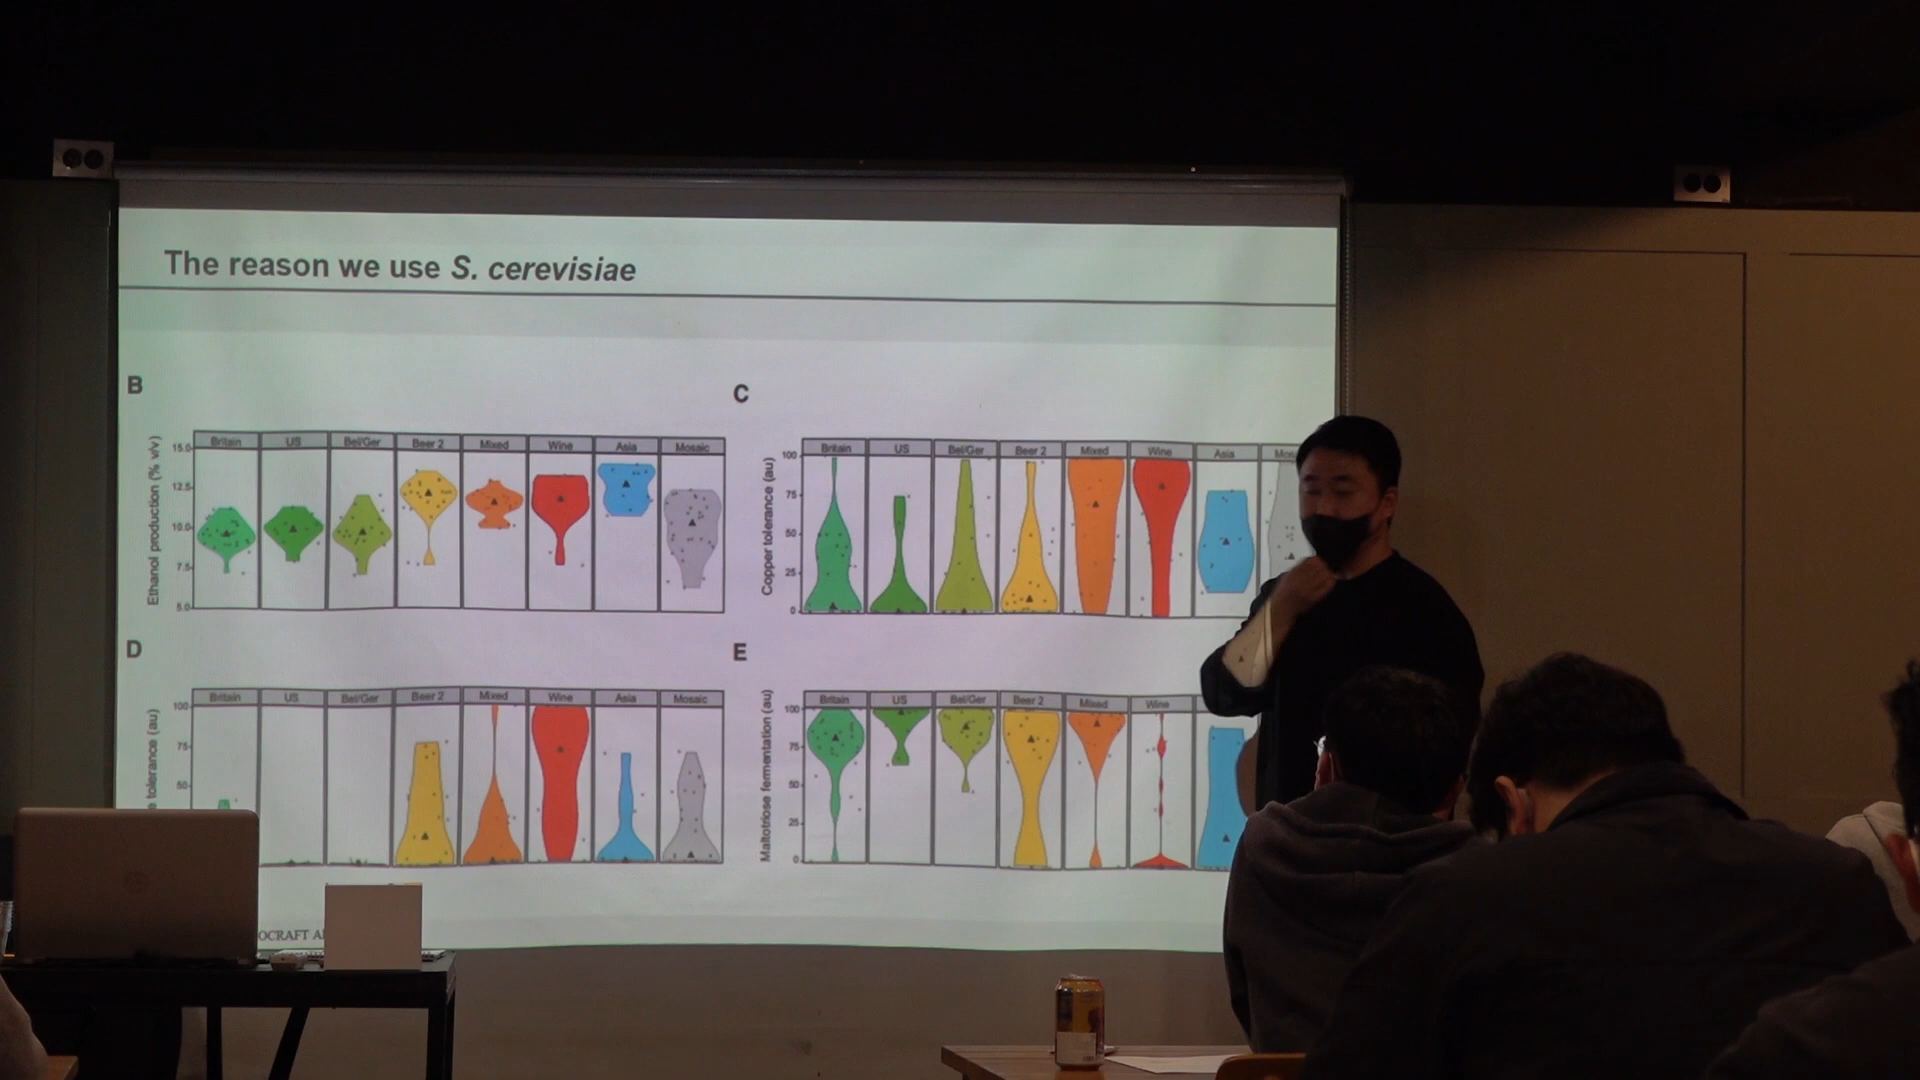 The reason we use S. cerevisiae
B
Ethanol production (% v/v)
15.0
12.5
10.0
7.5
5.0
Britain US Bel/Ger Beer 2 Mixed Wine Asia Mosaic
C
Copper tolerance (au)
100
75
50
25
0
Britain US Bel/Ger Beer 2 Mixed Wine Asia Mos
D
e tolerance (au)
100
75
50
Britain US Bel/Ger Beer 2 Mixed Wine Asia Mosaic
E
Maltotriose fermentation (au)
100
75
50
25
0
Britain US Bel/Ger Beer 2 Mixed Wine
OCRAFT